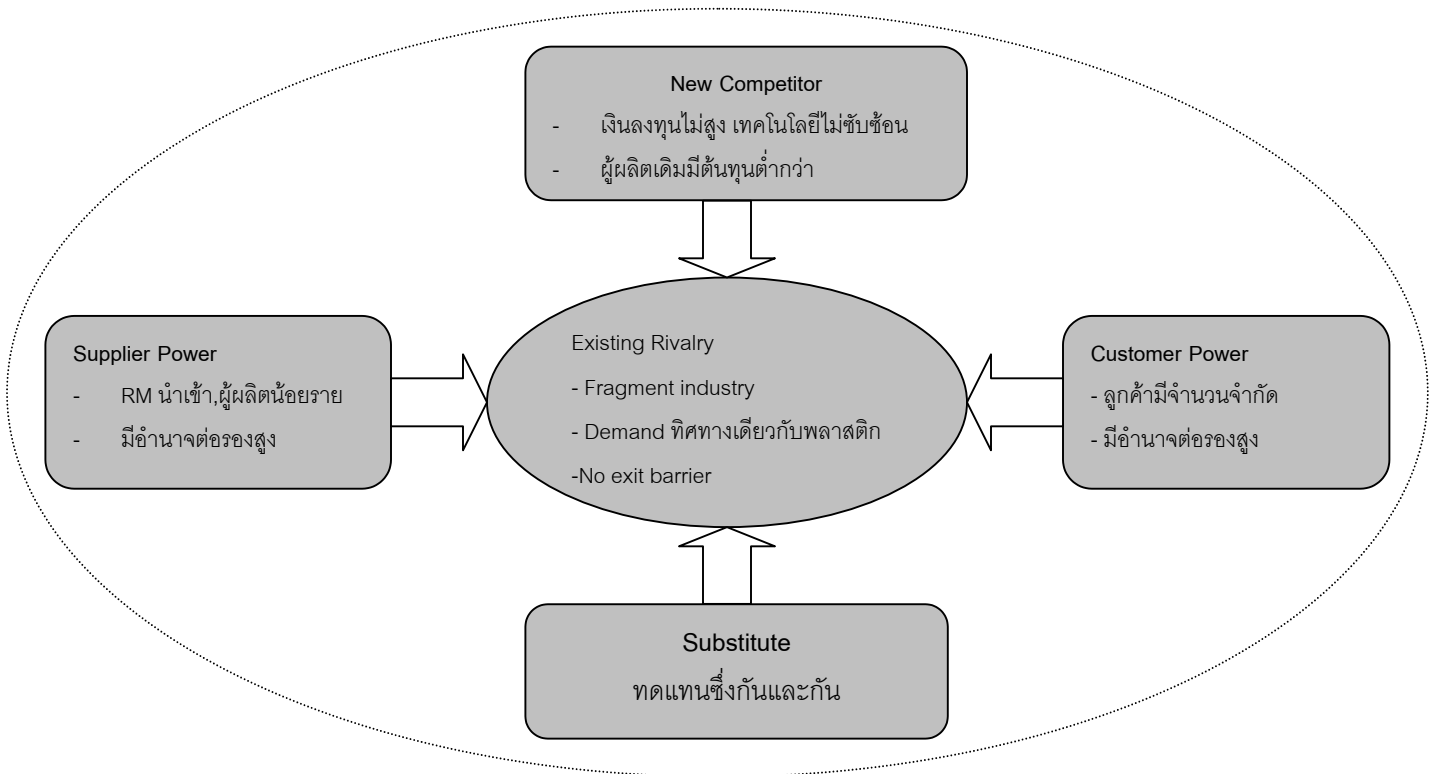 New Competitor
- เงินลงทุนไม่สูง เทคโนโลยีไม่ซับซ้อน
- ผู้ผลิตเดิมมีต้นทุนต่ำกว่า
Supplier Power
- RM นำเข้า,ผู้ผลิตน้อยราย
- มีอำนาจต่อรองสูง
Existing Rivalry
- Fragment industry
- Demand ทิศทางเดียวกับพลาสติก
-No exit barrier
Customer Power
- ลูกค้ามีจำนวนจำกัด
- มีอำนาจต่อรองสูง
Substitute
ทดแทนซึ่งกันและกัน